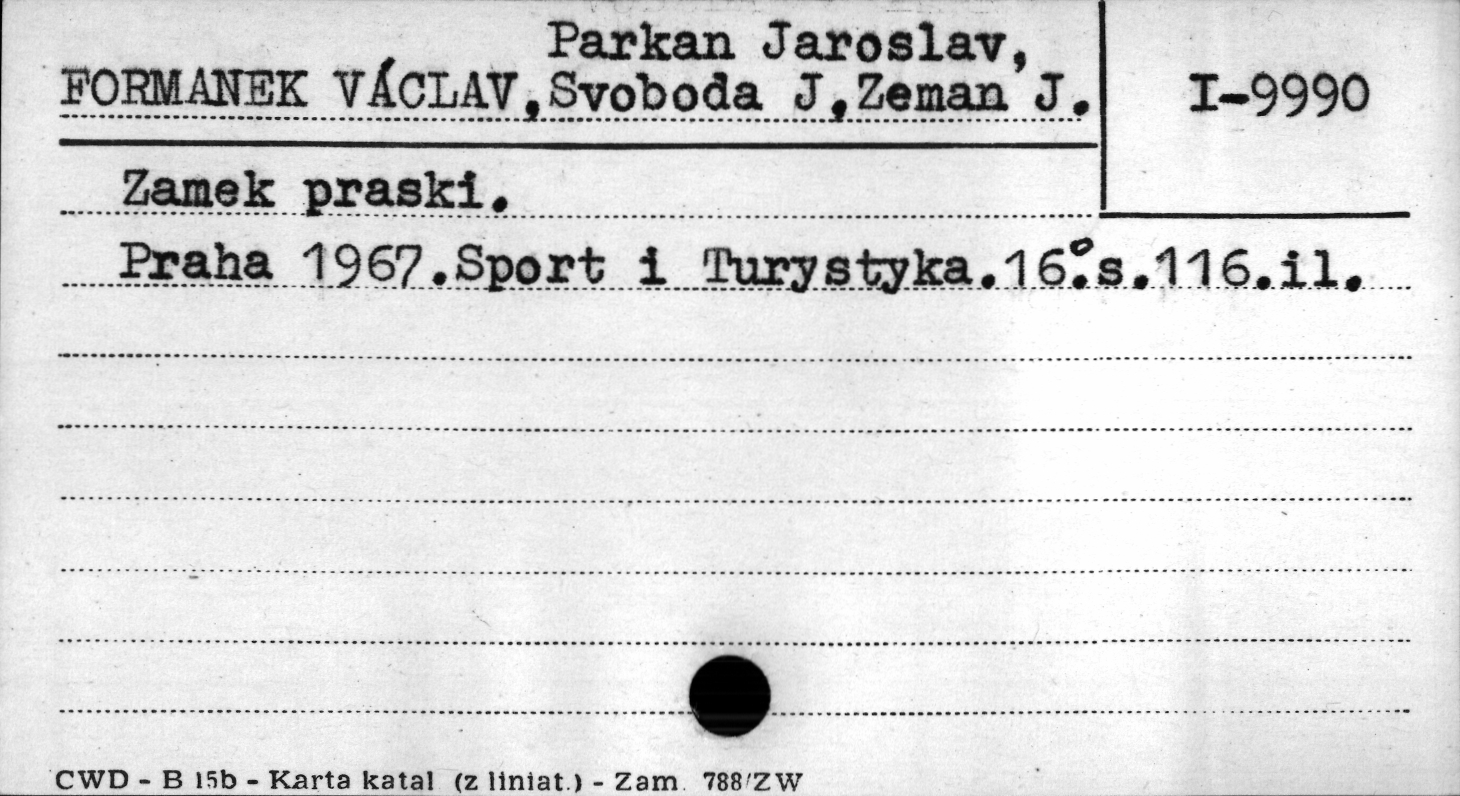 Parkan Jaroslav,
FORMANEK VÁCLAV, Svoboda J, Zeman J.
I-9990
Zamek praski.
Praha 1967. Sport i Turystyka. 16°. s. 116. il.
CWD - B 15b - Karta katal (z liniat.) - Zam. 788/ZW